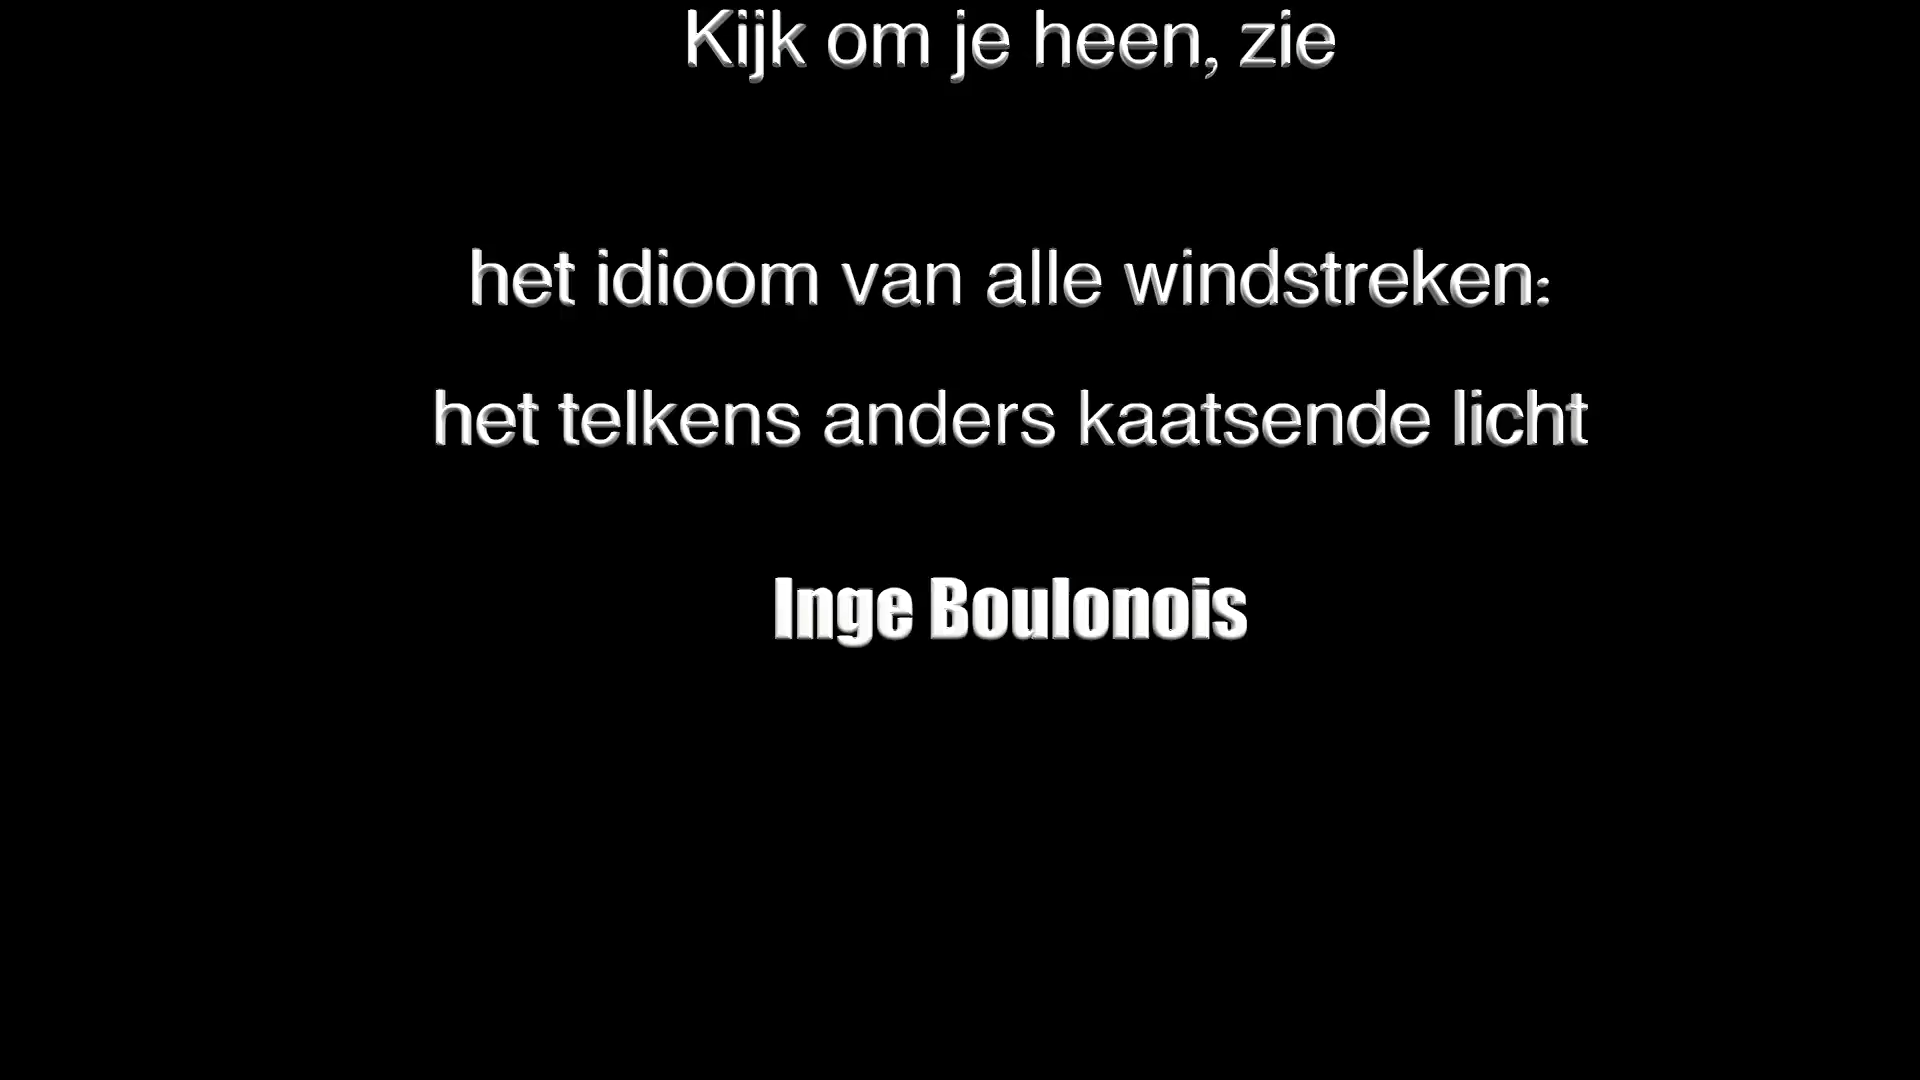 Kijk om je heen, zie
het idioom van alle windstreken:
het telkens anders kaatsende licht
Inge Boulonois